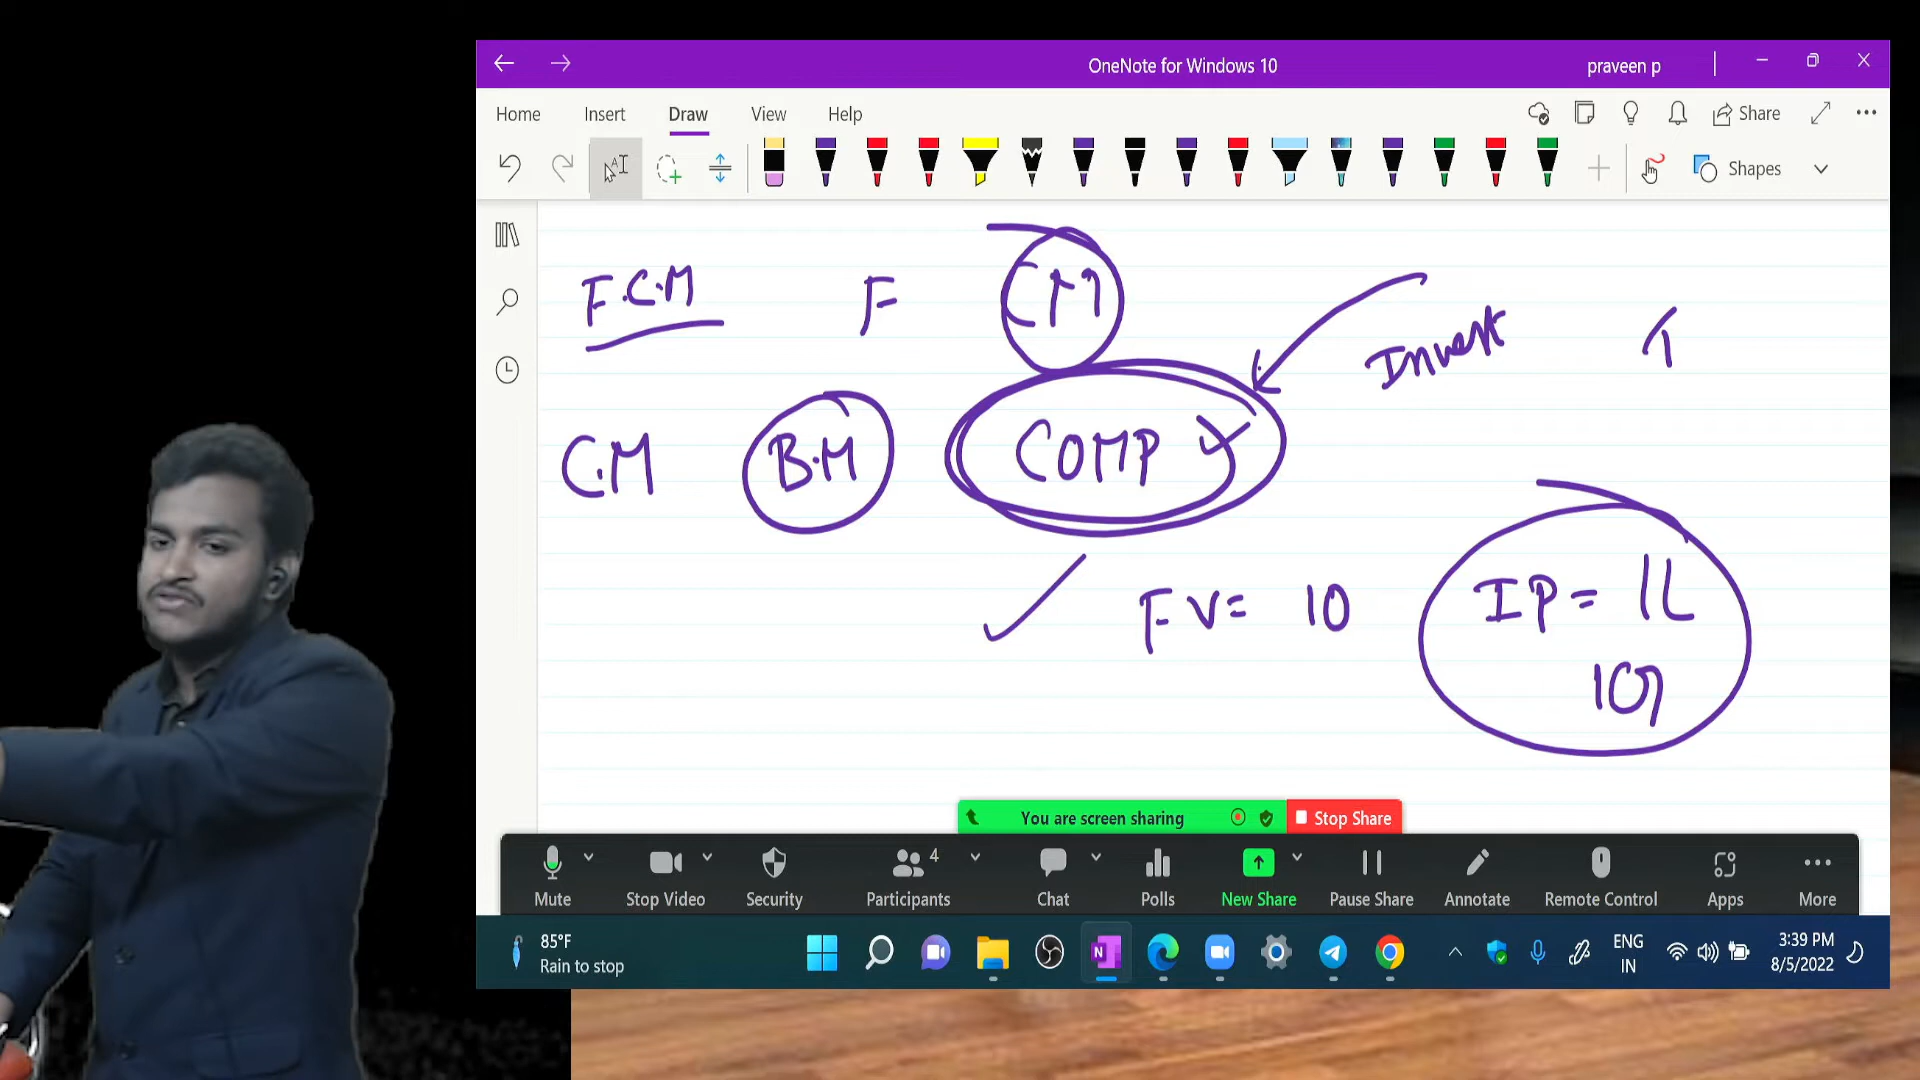 OneNote for Windows 10
praveen p
Home Insert Draw View Help
Share
Shapes
F.C.M F CM
Invest T
C.M B.M COMP Y
FV= 10 IP= 1L
109
You are screen sharing Stop Share
4
Mute Stop Video Security Participants Chat Polls New Share Pause Share Annotate Remote Control Apps More
85°F
Rain to stop
ENG
IN
3:39 PM
8/5/2022